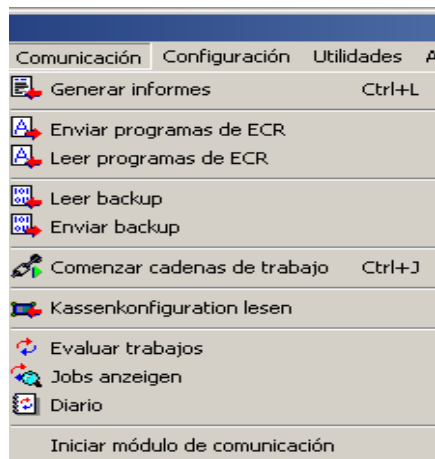 Comunicación Configuración Utilidades A
Generar informes Ctrl+L
Enviar programas de ECR
Leer programas de ECR
Leer backup
Enviar backup
Comenzar cadenas de trabajo Ctrl+J
Kassenkonfiguration lesen
Evaluar trabajos
Jobs anzeigen
Diario
Iniciar módulo de comunicación